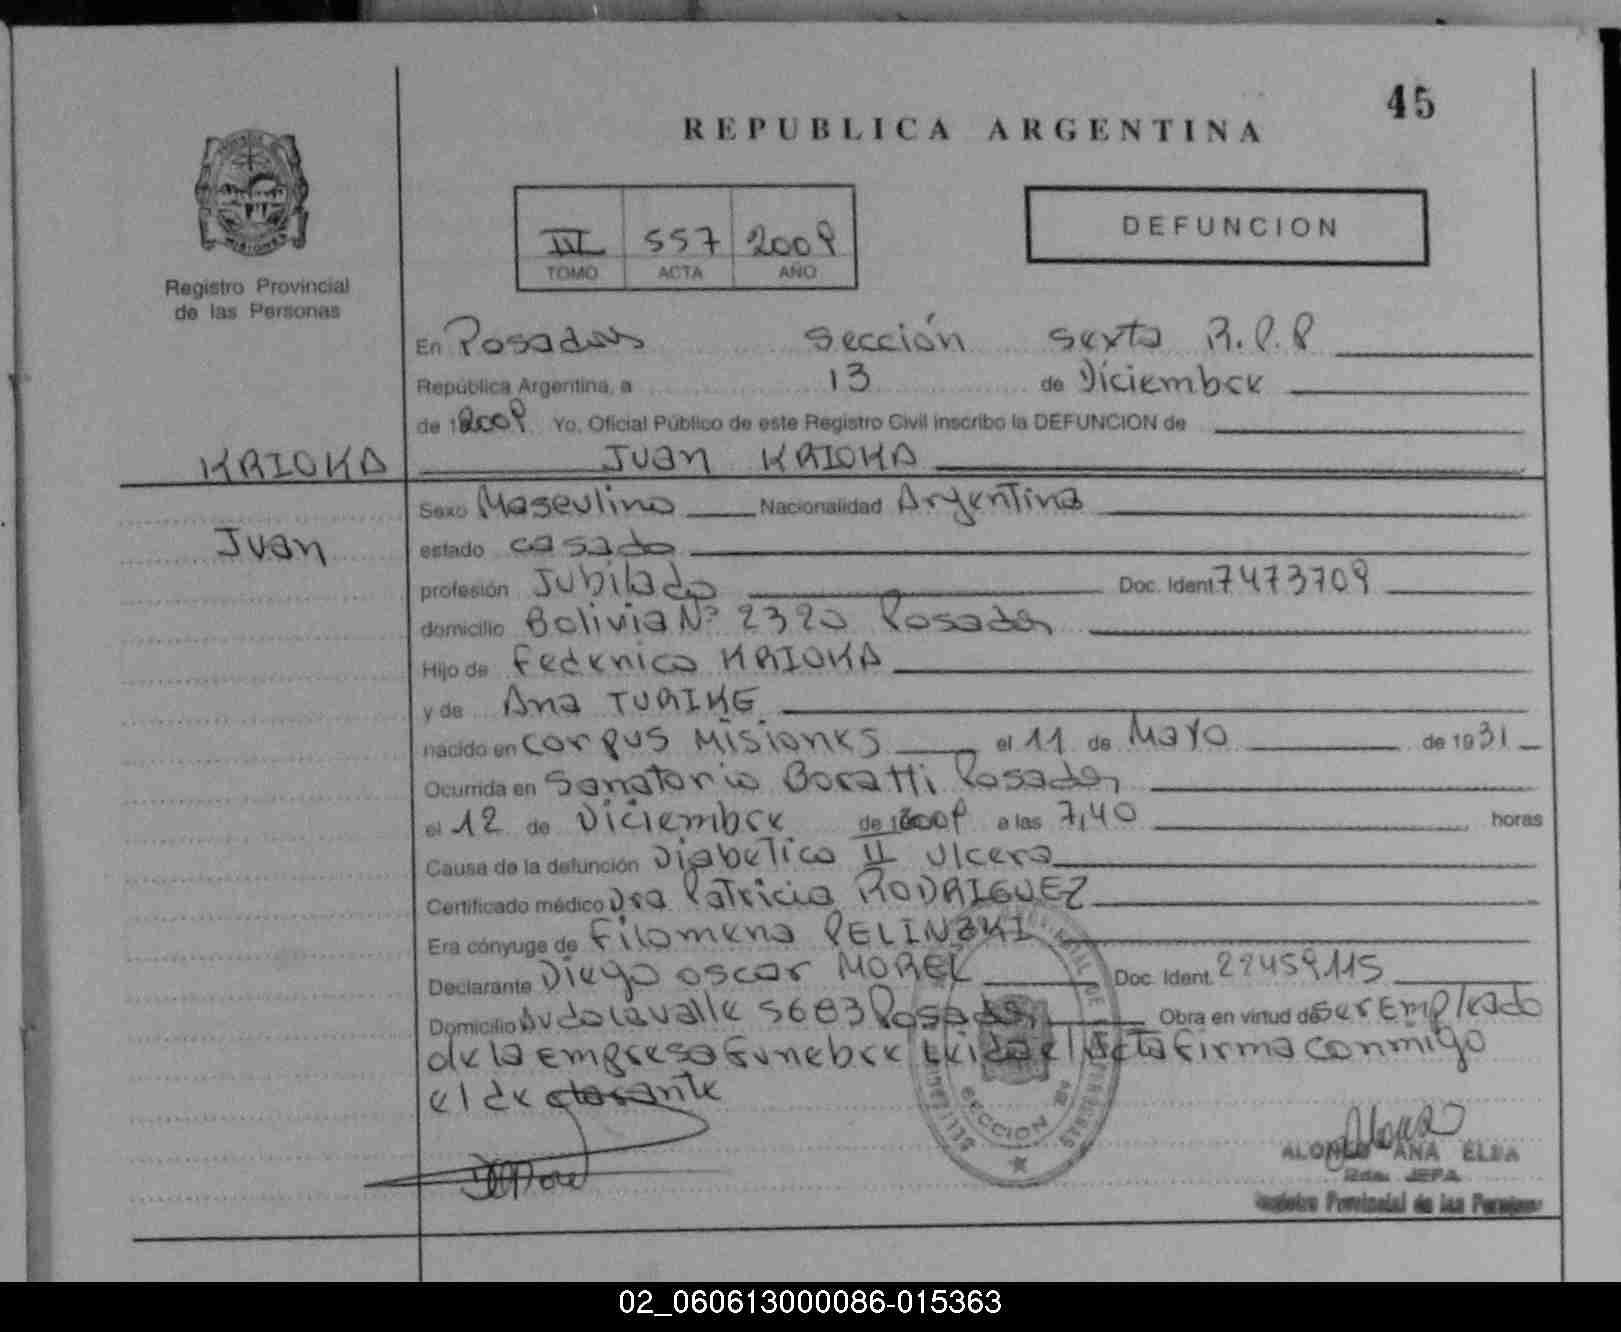 45
REPUBLICA ARGENTINA
DEFUNCION
III 557 2009
TOMO ACTA AÑO
Registro Provincial
de las Personas
En Posadas sección sexta R.P.P
República Argentina, a 13 de Diciembre
de 2009 Yo, Oficial Público de este Registro Civil inscribo la DEFUNCION de
KRIOKA Juan KRIOKA
Sexo Masculino Nacionalidad Argentina
Juan
estado casado
profesión Jubilado Doc. Ident. 7473709
domicilio Bolivia Nº 2320 Posadas
Hijo de Federico KRIOKA
y de Ana TURIKE
nacido en Corpus Misiones el 11 de Mayo de 1931
Ocurrida en Sanatorio Boratti Posadas
el 12 de Diciembre de 2009 a las 7,40 horas
Causa de la defunción Diabetico II Ulcera
Certificado médico Dra Patricia RODRIGUEZ
Era cónyuge de Filomena PELINSKI
Declarante Diego oscar MOREL Doc. Ident. 22459115
Domicilio Avda Lavalle 5683 Posadas Obra en virtud de ser Empleado
de la Empresa Funebre Leida el Acta firma conmigo
el declarante
SECCION
ALONSO ANA ELBA
JEFA
Registro Provincial de las Personas
02_060613000086-015363